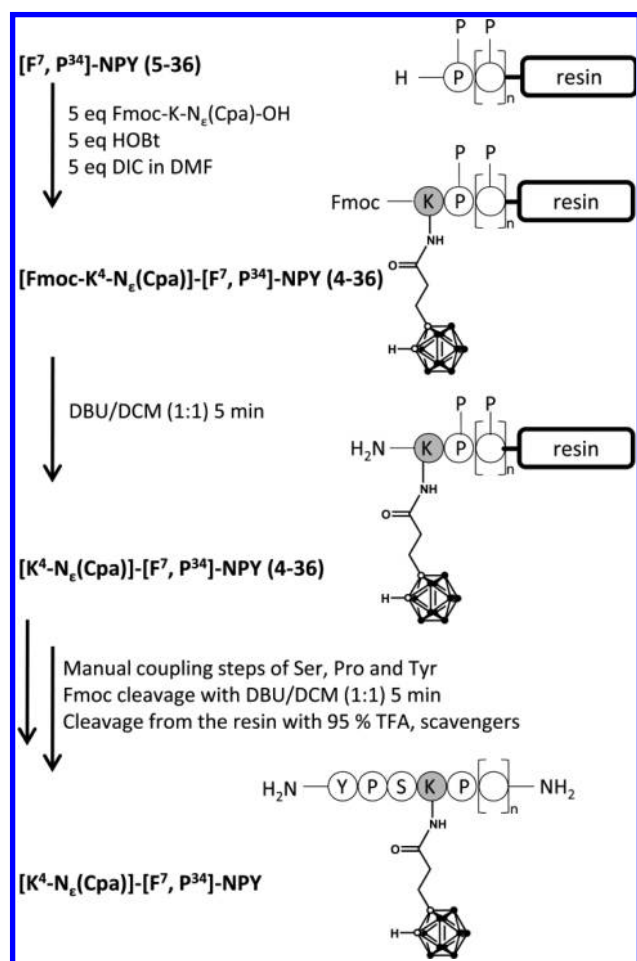 P P
[F⁷, P³⁴]-NPY (5-36)
H P n resin
5 eq Fmoc-K-Nε(Cpa)-OH
5 eq HOBt
5 eq DIC in DMF
P P
Fmoc K P n resin
NH
O
[Fmoc-K⁴-Nε(Cpa)]-[F⁷, P³⁴]-NPY (4-36)
H
DBU/DCM (1:1) 5 min
P P
H₂N K P n resin
NH
O
[K⁴-Nε(Cpa)]-[F⁷, P³⁴]-NPY (4-36)
H
Manual coupling steps of Ser, Pro and Tyr
Fmoc cleavage with DBU/DCM (1:1) 5 min
Cleavage from the resin with 95 % TFA, scavengers
H₂N Y P S K P n NH₂
NH
O
[K⁴-Nε(Cpa)]-[F⁷, P³⁴]-NPY
H